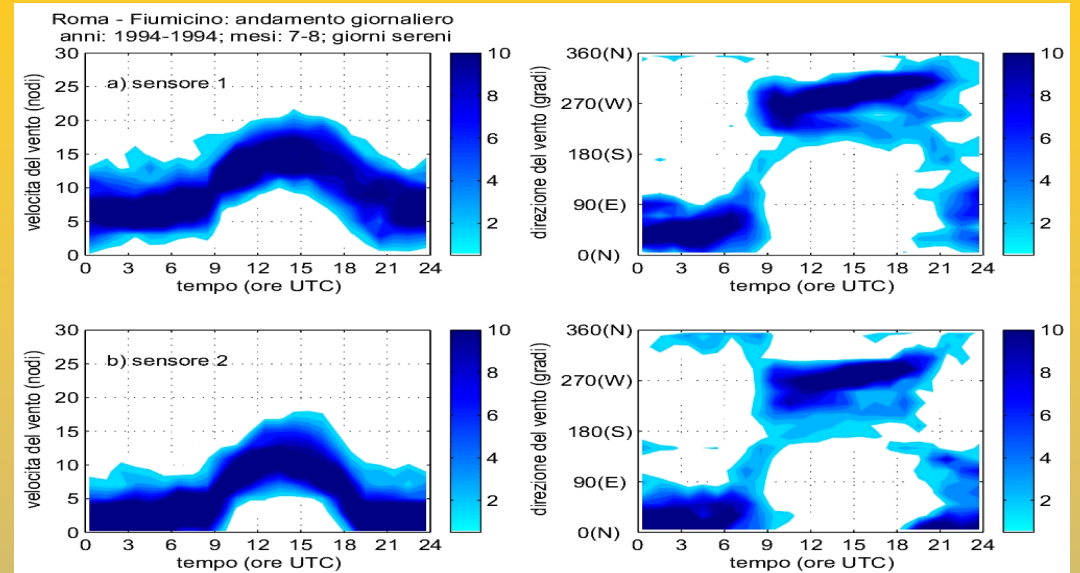 Roma - Fiumicino: andamento giornaliero
anni: 1994-1994; mesi: 7-8; giorni sereni
velocita del vento (nodi)
30
25
20
15
10
5
0
a) sensore 1
0 3 6 9 12 15 18 21 24
tempo (ore UTC)
10
8
6
4
2
direzione del vento (gradi)
360(N)
270(W)
180(S)
90(E)
0(N)
0 3 6 9 12 15 18 21 24
tempo (ore UTC)
10
8
6
4
2
velocita del vento (nodi)
30
25
20
15
10
5
0
b) sensore 2
0 3 6 9 12 15 18 21 24
tempo (ore UTC)
10
8
6
4
2
direzione del vento (gradi)
360(N)
270(W)
180(S)
90(E)
0(N)
0 3 6 9 12 15 18 21 24
tempo (ore UTC)
10
8
6
4
2